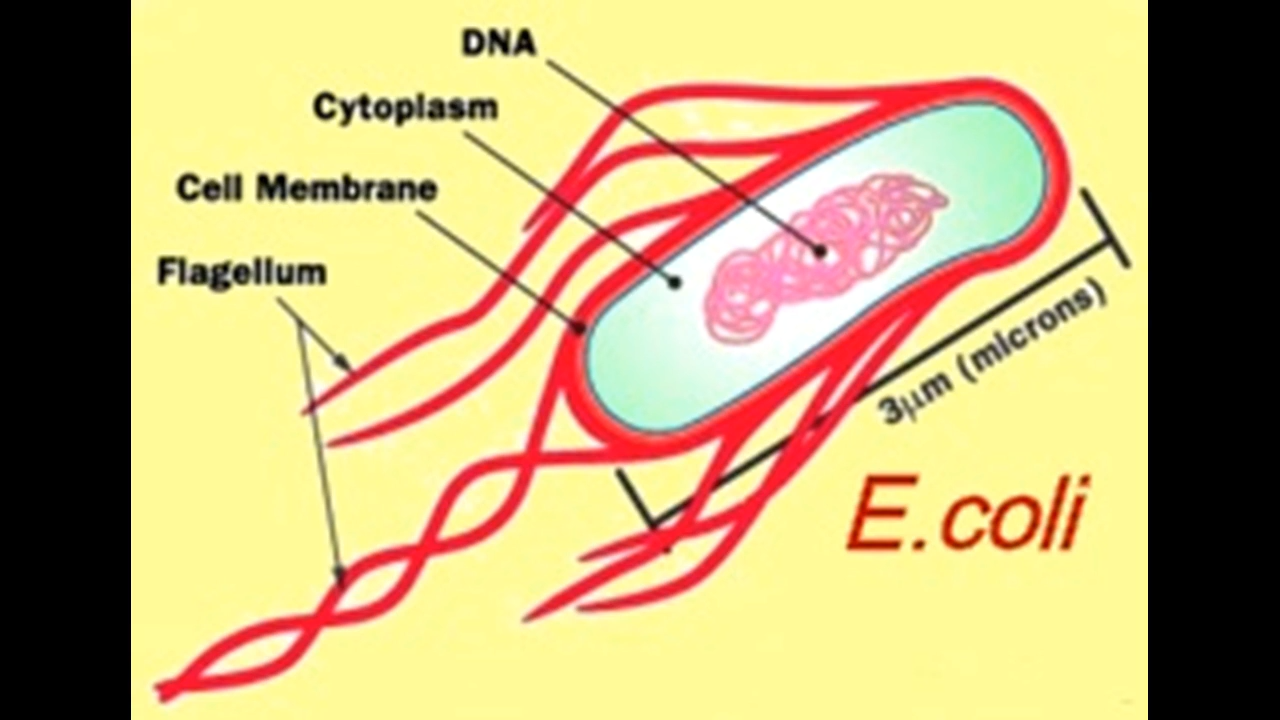 DNA
Cytoplasm
Cell Membrane
Flagellum
3μm (microns)
E.coli